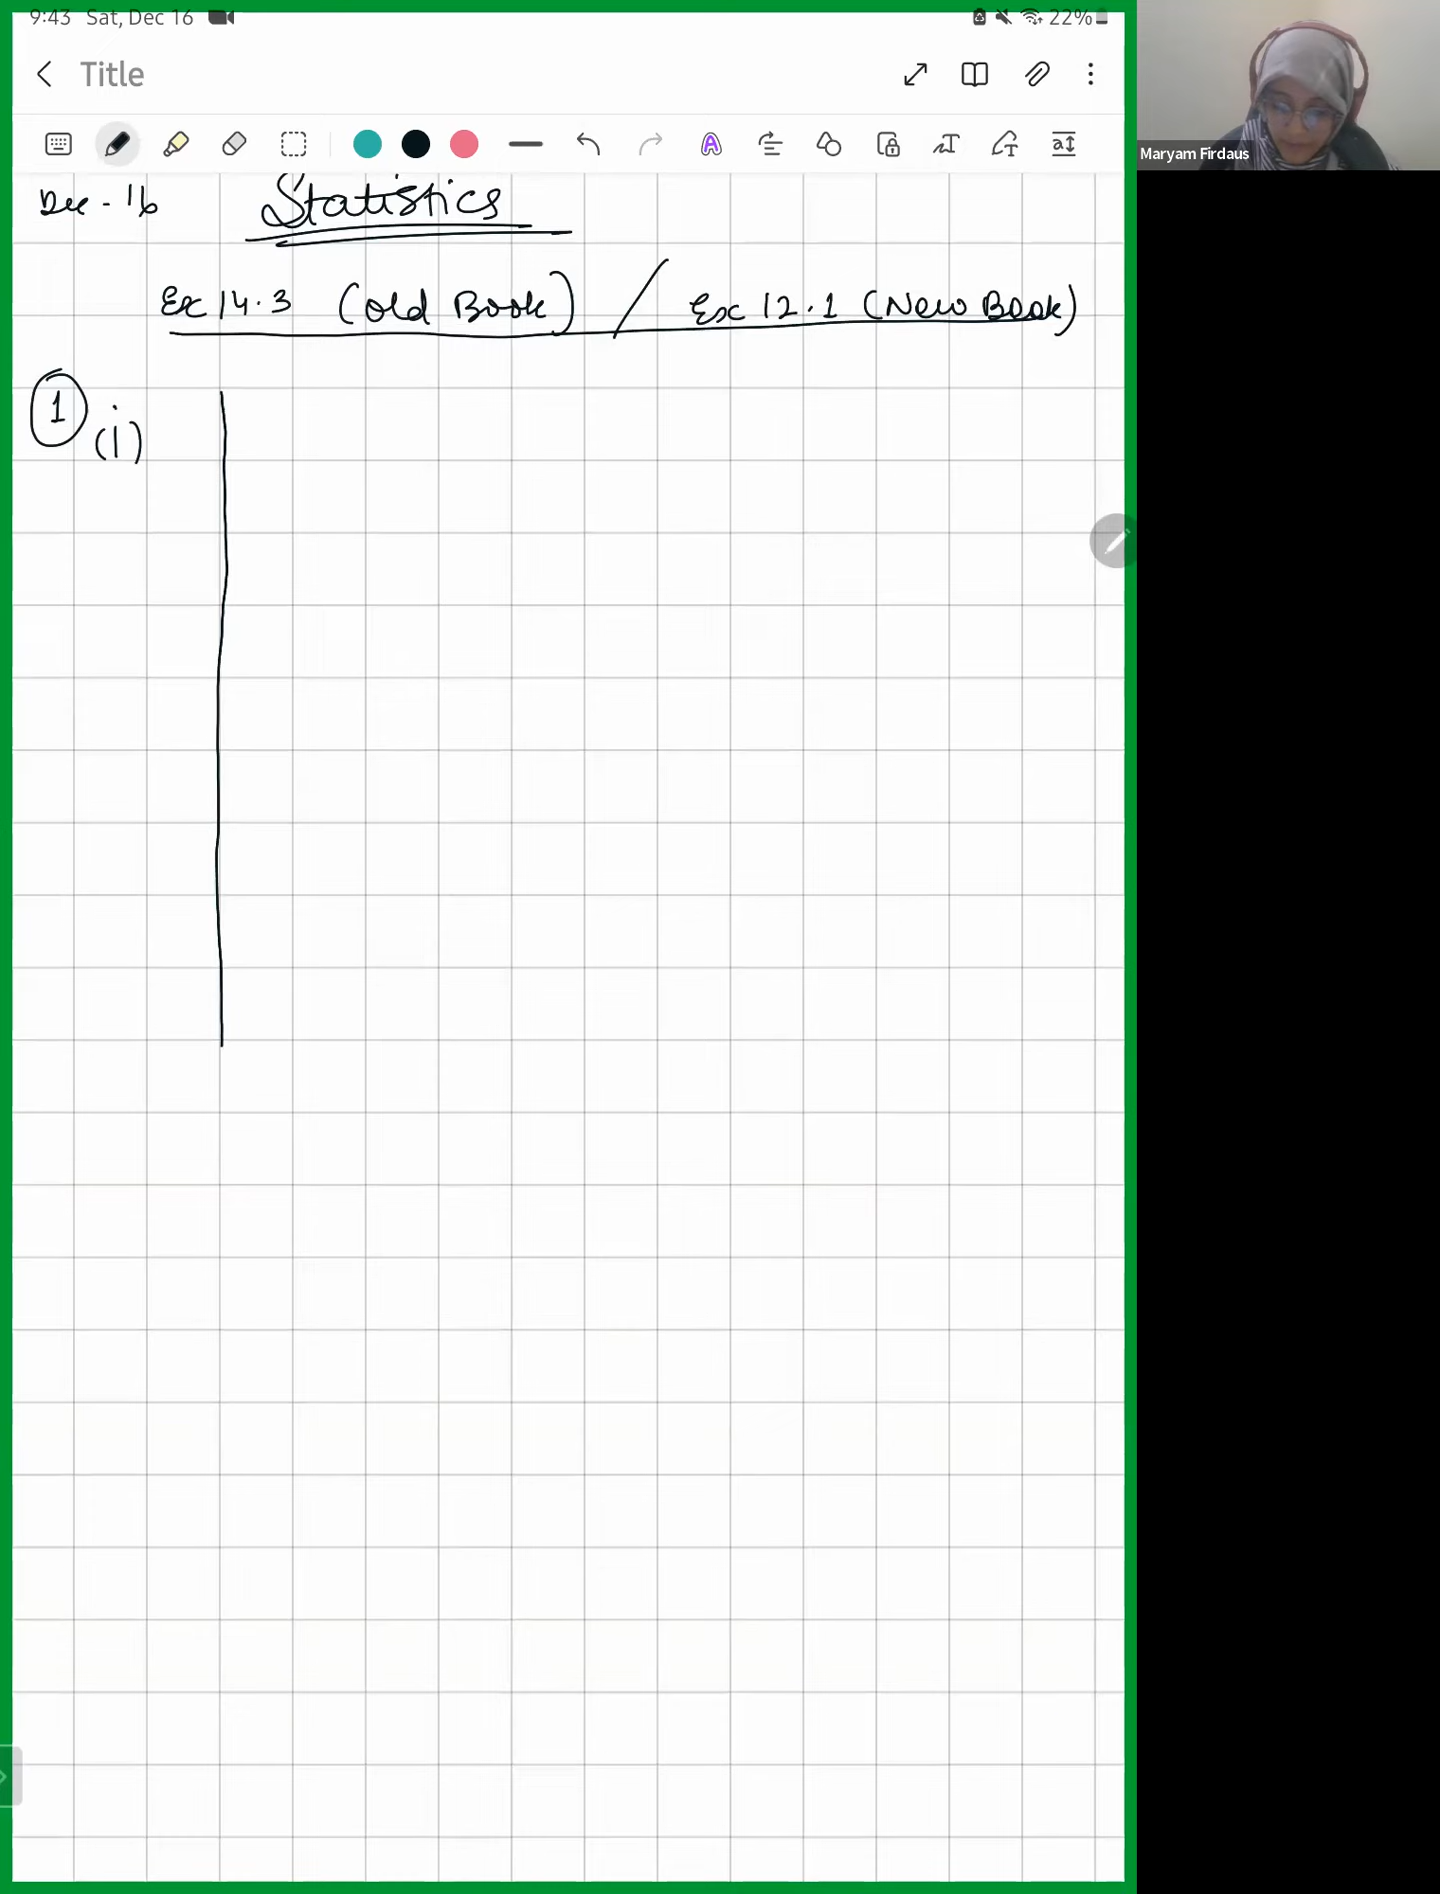 9:43 Sat, Dec 16 22%
Title
Maryam Firdaus
Dec - 16 Statistics
Ex 14.3 (Old Book) / Ex 12.1 (New Book)
1 (i)